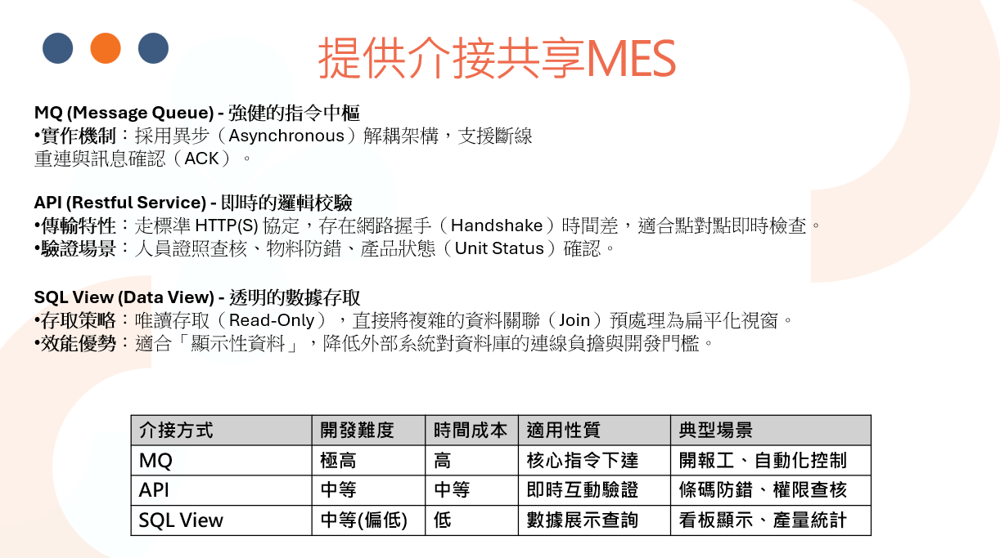 提供介接共享MES
MQ (Message Queue) - 強健的指令中樞
•實作機制：採用異步（Asynchronous）解耦架構，支援斷線
重連與訊息確認（ACK）。
API (Restful Service) - 即時的邏輯校驗
•傳輸特性：走標準 HTTP(S) 協定，存在網路握手（Handshake）時間差，適合點對點即時檢查。
•驗證場景：人員證照查核、物料防錯、產品狀態（Unit Status）確認。
SQL View (Data View) - 透明的數據存取
•存取策略：唯讀存取（Read-Only），直接將複雜的資料關聯（Join）預處理為扁平化視窗。
•效能優勢：適合「顯示性資料」，降低外部系統對資料庫的連線負擔與開發門檻。
介接方式 開發難度 時間成本 適用性質 典型場景
MQ 極高 高 核心指令下達 開報工、自動化控制
API 中等 中等 即時互動驗證 條碼防錯、權限查核
SQL View 中等(偏低) 低 數據展示查詢 看板顯示、產量統計